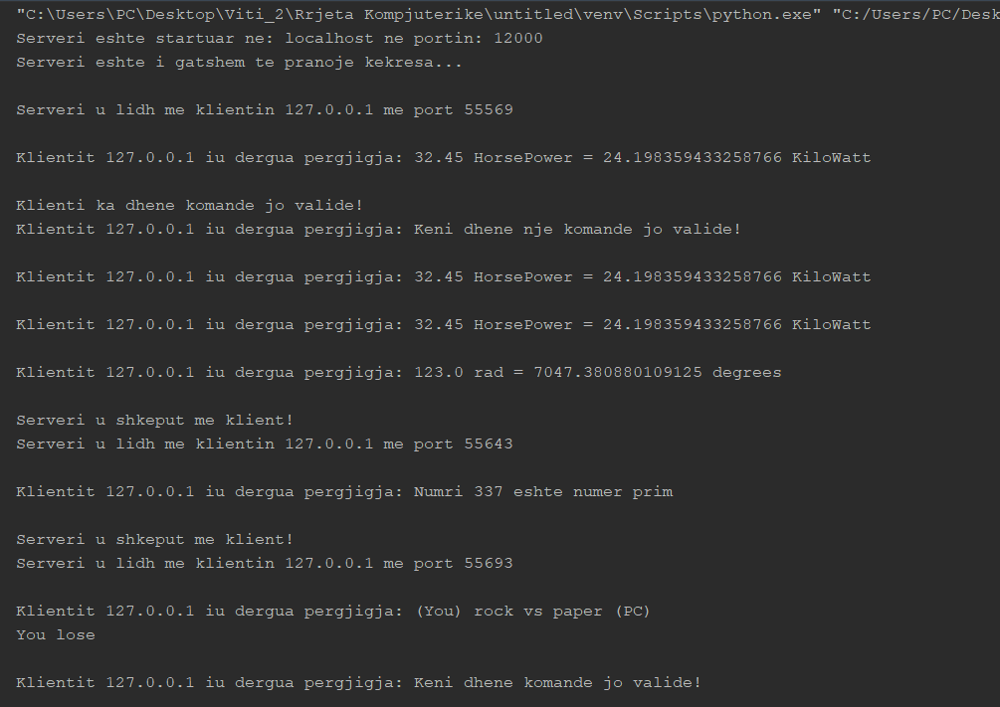 "C:\Users\PC\Desktop\Viti_2\Rrjeta Kompjuterike\untitled\venv\Scripts\python.exe" "C:/Users/PC/Desk
Serveri eshte startuar ne: localhost ne portin: 12000
Serveri eshte i gatshem te pranoje kekresa...
Serveri u lidh me klientin 127.0.0.1 me port 55569
Klientit 127.0.0.1 iu dergua pergjigja: 32.45 HorsePower = 24.198359433258766 KiloWatt
Klienti ka dhene komande jo valide!
Klientit 127.0.0.1 iu dergua pergjigja: Keni dhene nje komande jo valide!
Klientit 127.0.0.1 iu dergua pergjigja: 32.45 HorsePower = 24.198359433258766 KiloWatt
Klientit 127.0.0.1 iu dergua pergjigja: 32.45 HorsePower = 24.198359433258766 KiloWatt
Klientit 127.0.0.1 iu dergua pergjigja: 123.0 rad = 7047.380880109125 degrees
Serveri u shkeput me klient!
Serveri u lidh me klientin 127.0.0.1 me port 55643
Klientit 127.0.0.1 iu dergua pergjigja: Numri 337 eshte numer prim
Serveri u shkeput me klient!
Serveri u lidh me klientin 127.0.0.1 me port 55693
Klientit 127.0.0.1 iu dergua pergjigja: (You) rock vs paper (PC)
You lose
Klientit 127.0.0.1 iu dergua pergjigja: Keni dhene komande jo valide!